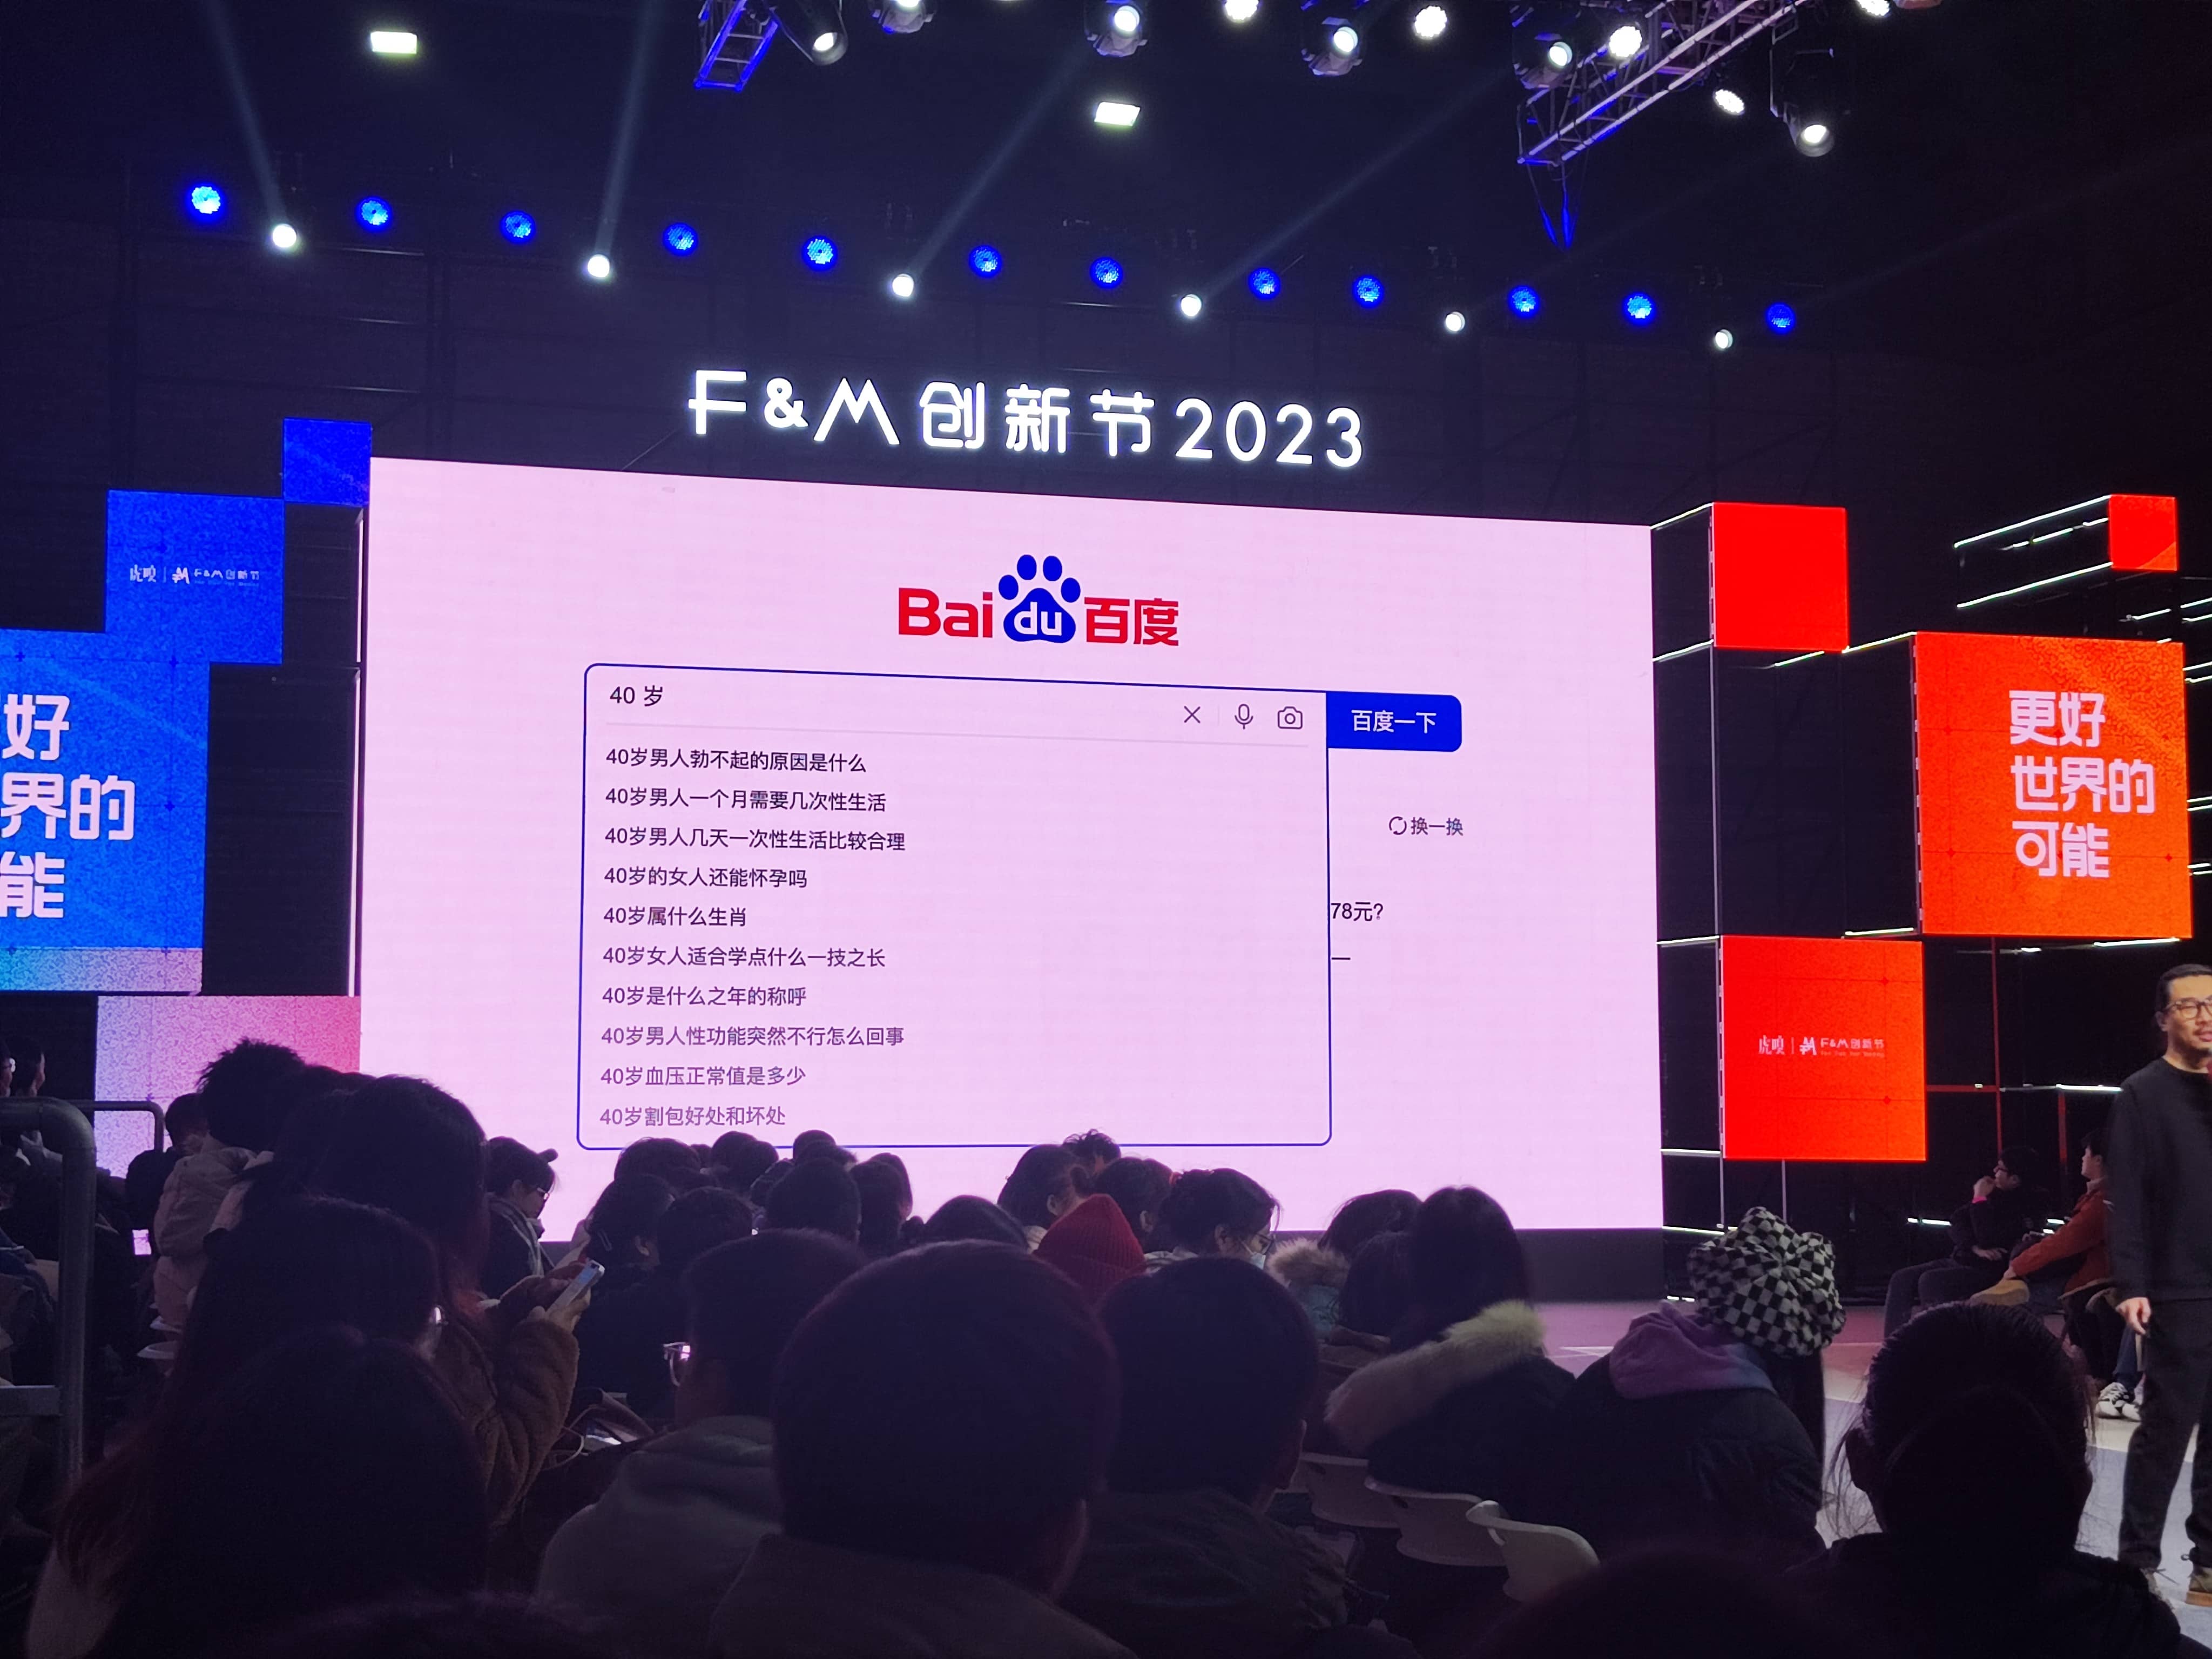 F&M创新节2023
虎嗅 | F&M创新节
好
界的
能
Bai du 百度
40 岁
百度一下
40岁男人勃不起的原因是什么
40岁男人一个月需要几次性生活
40岁男人几天一次性生活比较合理
40岁的女人还能怀孕吗
40岁属什么生肖
40岁女人适合学点什么一技之长
40岁是什么之年的称呼
40岁男人性功能突然不行怎么回事
40岁血压正常值是多少
40岁割包好处和坏处
换一换
78元?
更好
世界的
可能
虎嗅 | F&M创新节